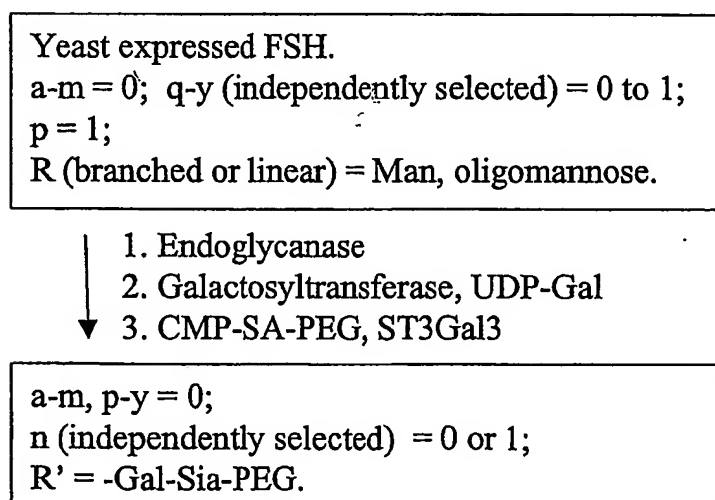 Yeast expressed FSH.
a-m = 0; q-y (independently selected) = 0 to 1;
p = 1;
R (branched or linear) = Man, oligomannose.
1. Endoglycanase
2. Galactosyltransferase, UDP-Gal
3. CMP-SA-PEG, ST3Gal3
a-m, p-y = 0;
n (independently selected) = 0 or 1;
R' = -Gal-Sia-PEG.